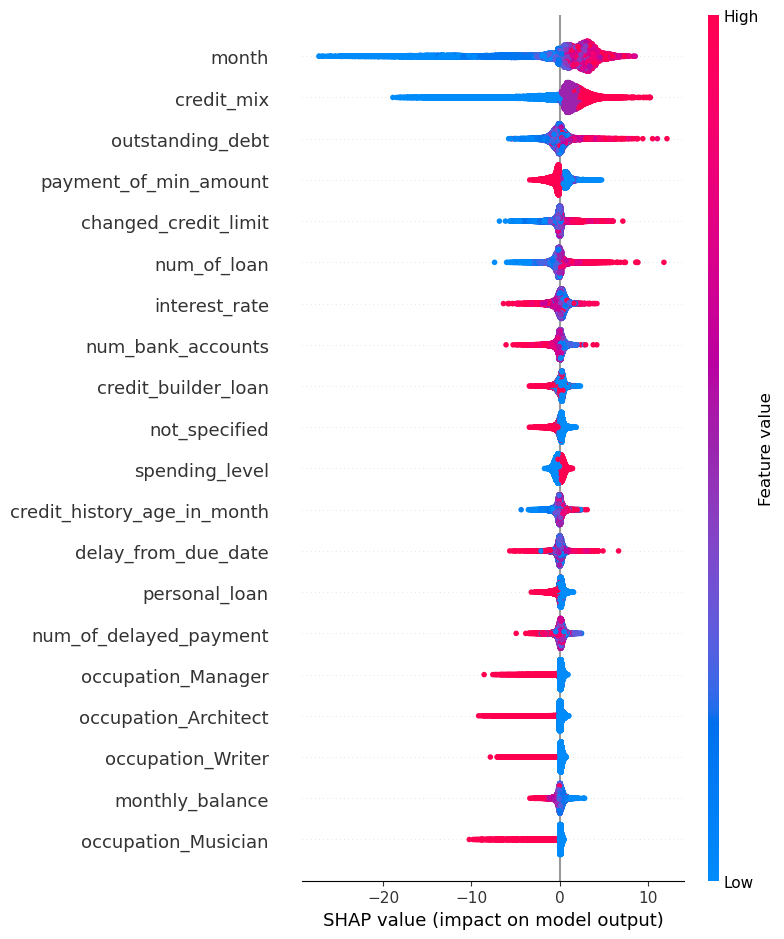 High
month
credit_mix
outstanding_debt
payment_of_min_amount
changed_credit_limit
num_of_loan
interest_rate
num_bank_accounts
credit_builder_loan
not_specified
spending_level
credit_history_age_in_month
delay_from_due_date
personal_loan
num_of_delayed_payment
occupation_Manager
occupation_Architect
occupation_Writer
monthly_balance
occupation_Musician
Feature value
Low
−20 −10 0 10
SHAP value (impact on model output)